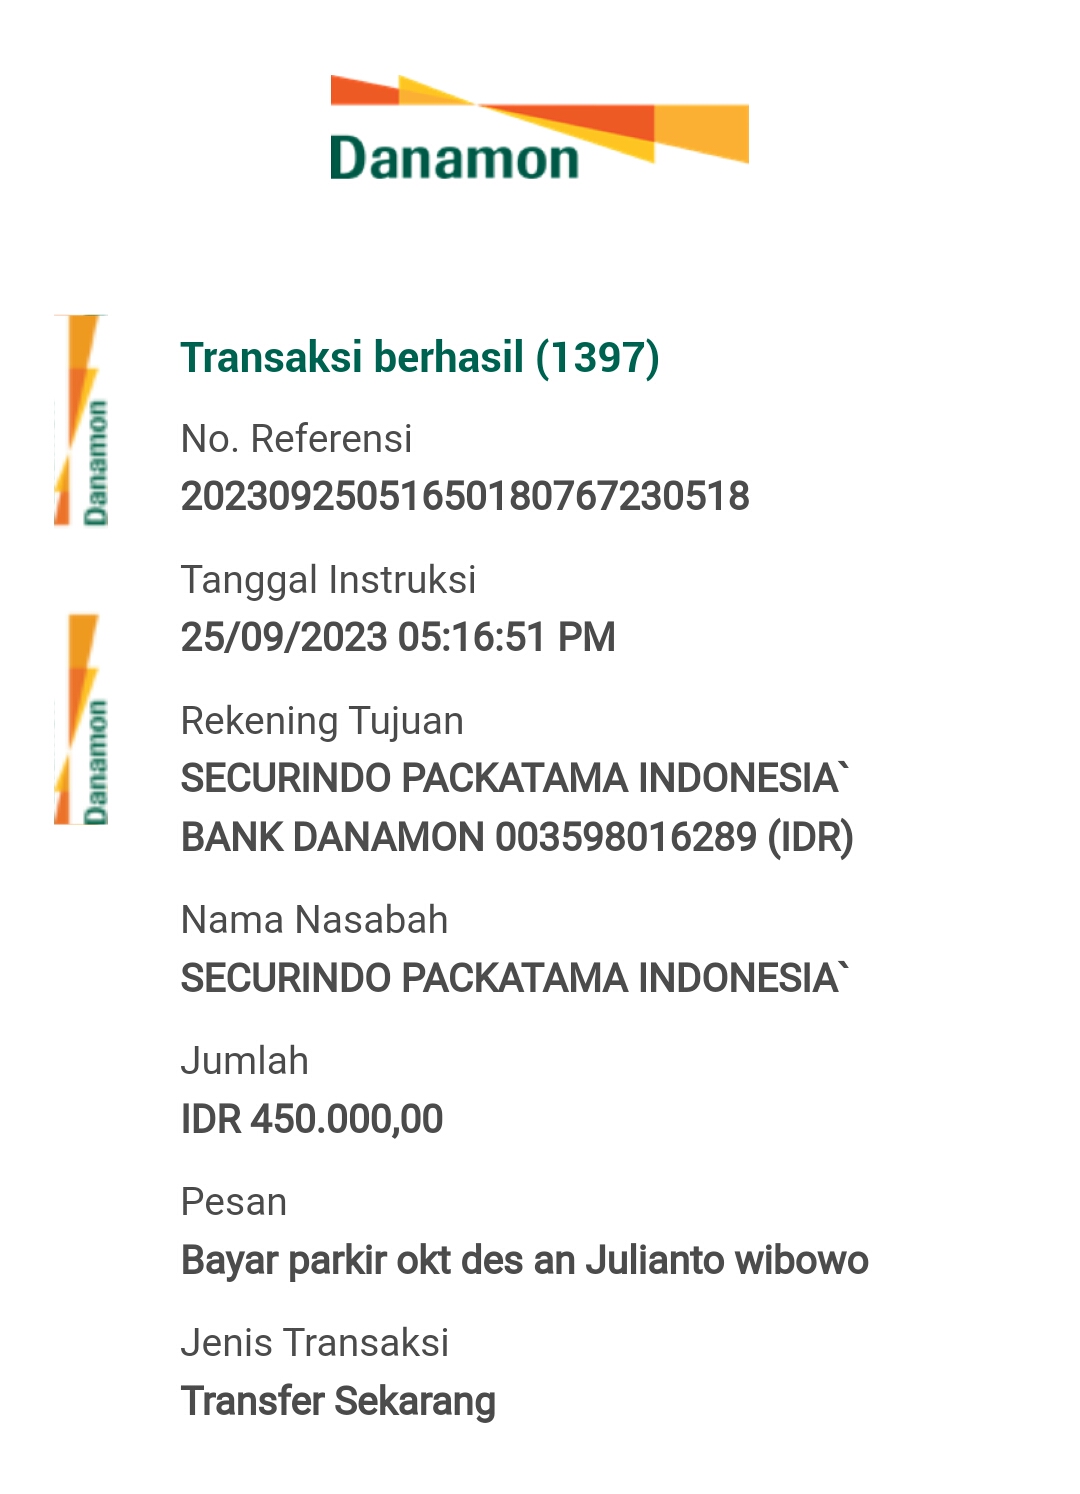 Danamon
Transaksi berhasil (1397)
No. Referensi
20230925051650180767230518
Tanggal Instruksi
25/09/2023 05:16:51 PM
Rekening Tujuan
SECURINDO PACKATAMA INDONESIA`
BANK DANAMON 003598016289 (IDR)
Nama Nasabah
SECURINDO PACKATAMA INDONESIA`
Jumlah
IDR 450.000,00
Pesan
Bayar parkir okt des an Julianto wibowo
Jenis Transaksi
Transfer Sekarang
Danamon
Danamon